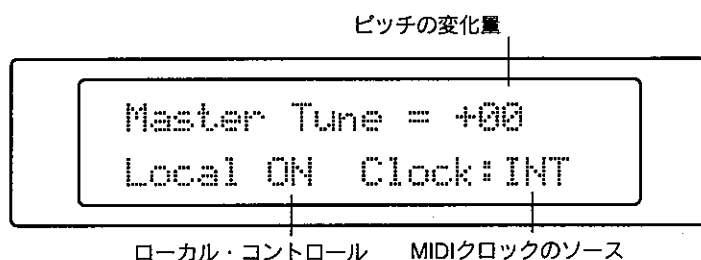 ピッチの変化量
Master Tune = +00
Local ON Clock:INT
ローカル・コントロール MIDIクロックのソース